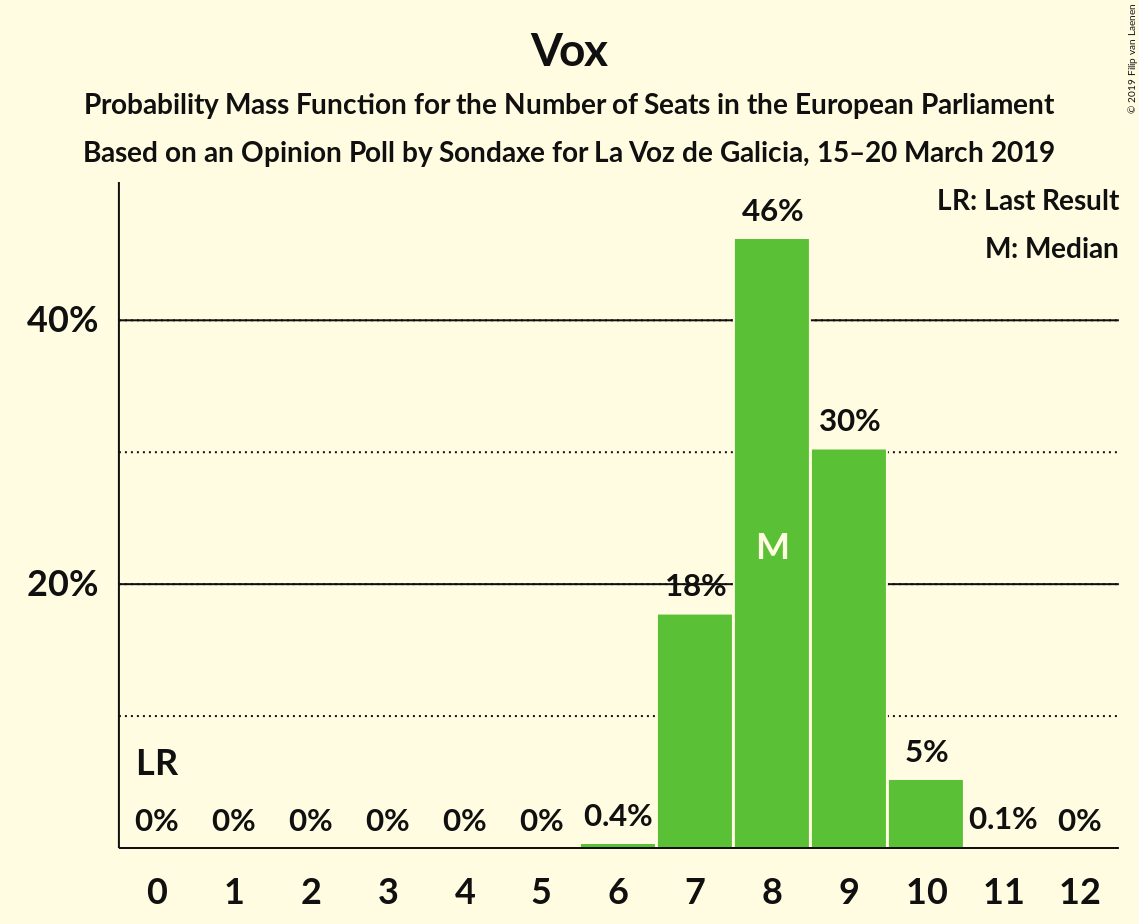 Vox
Probability Mass Function for the Number of Seats in the European Parliament
Based on an Opinion Poll by Sondaxe for La Voz de Galicia, 15–20 March 2019
© 2019 Filip van Laenen
LR: Last Result
M: Median
46%
40%
30%
M
20%
18%
LR
5%
0% 0% 0% 0% 0% 0% 0.4% 0.1% 0%
0 1 2 3 4 5 6 7 8 9 10 11 12